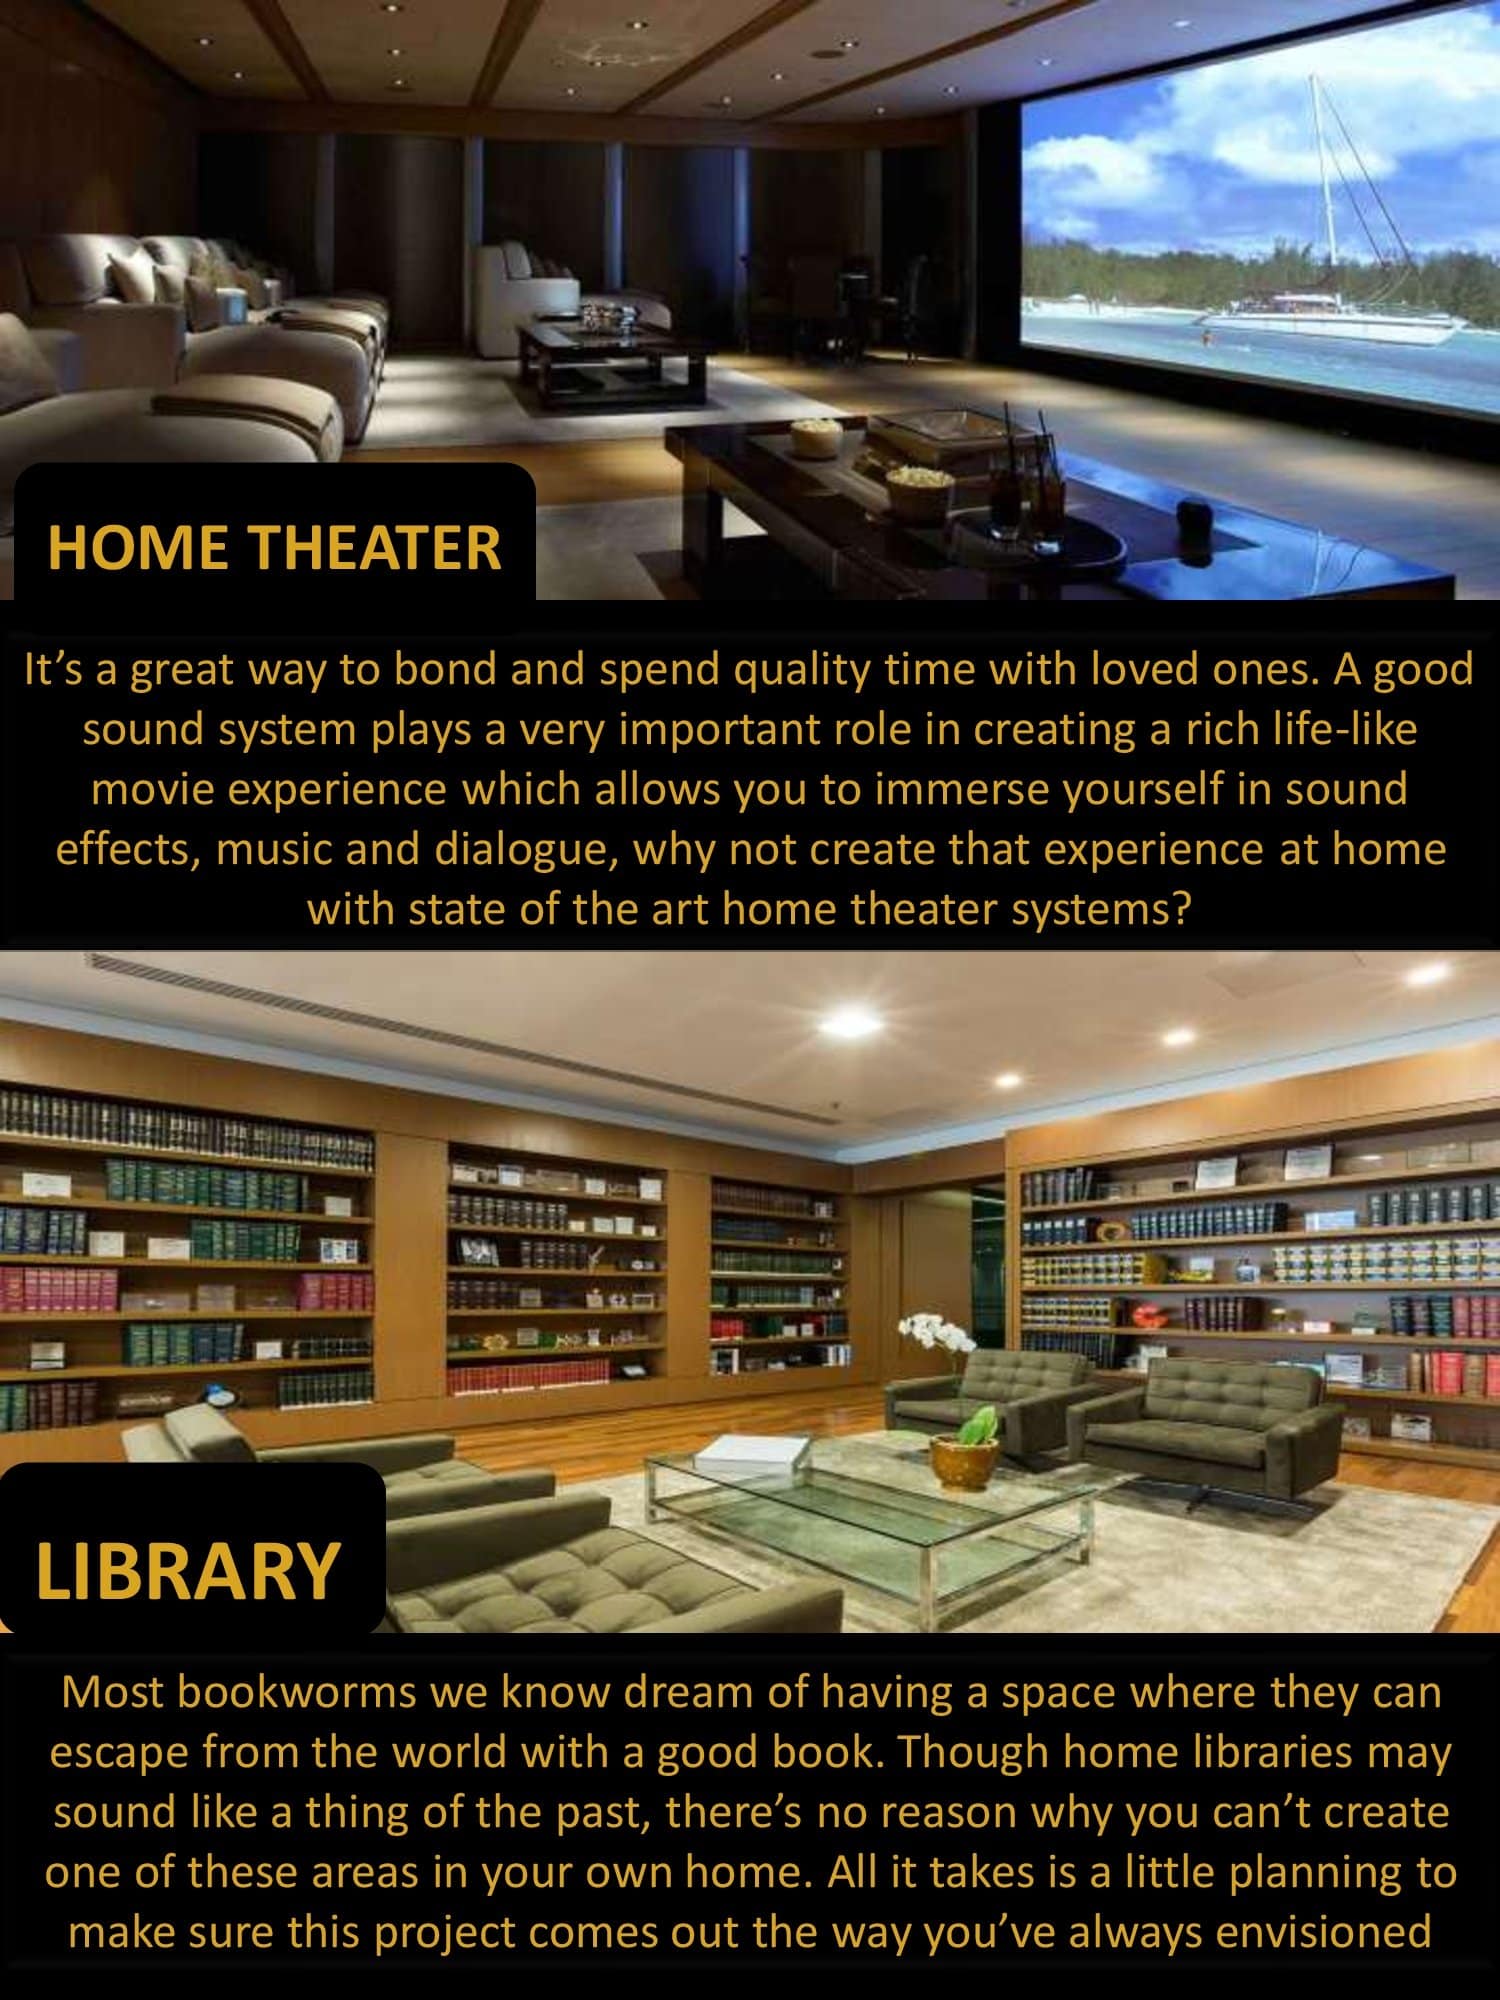 HOME THEATER
It’s a great way to bond and spend quality time with loved ones. A good
sound system plays a very important role in creating a rich life-like
movie experience which allows you to immerse yourself in sound
effects, music and dialogue, why not create that experience at home
with state of the art home theater systems?
LIBRARY
Most bookworms we know dream of having a space where they can
escape from the world with a good book. Though home libraries may
sound like a thing of the past, there’s no reason why you can’t create
one of these areas in your own home. All it takes is a little planning to
make sure this project comes out the way you’ve always envisioned